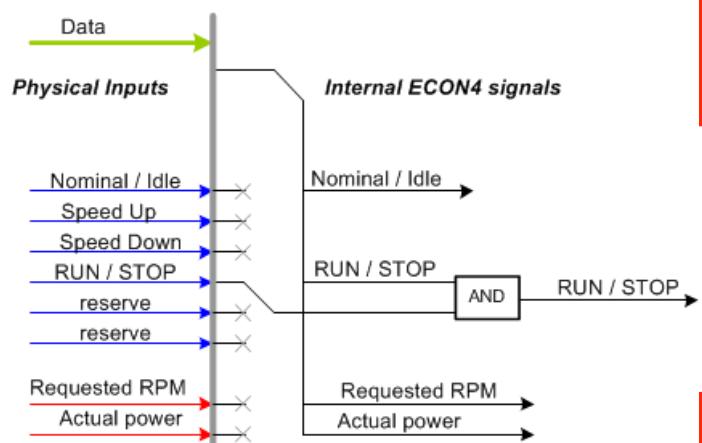 Data
Physical Inputs
Internal ECON4 signals
Nominal / Idle
Nominal / Idle
Speed Up
Speed Down
RUN / STOP
RUN / STOP
AND
RUN / STOP
reserve
reserve
Requested RPM
Requested RPM
Actual power
Actual power